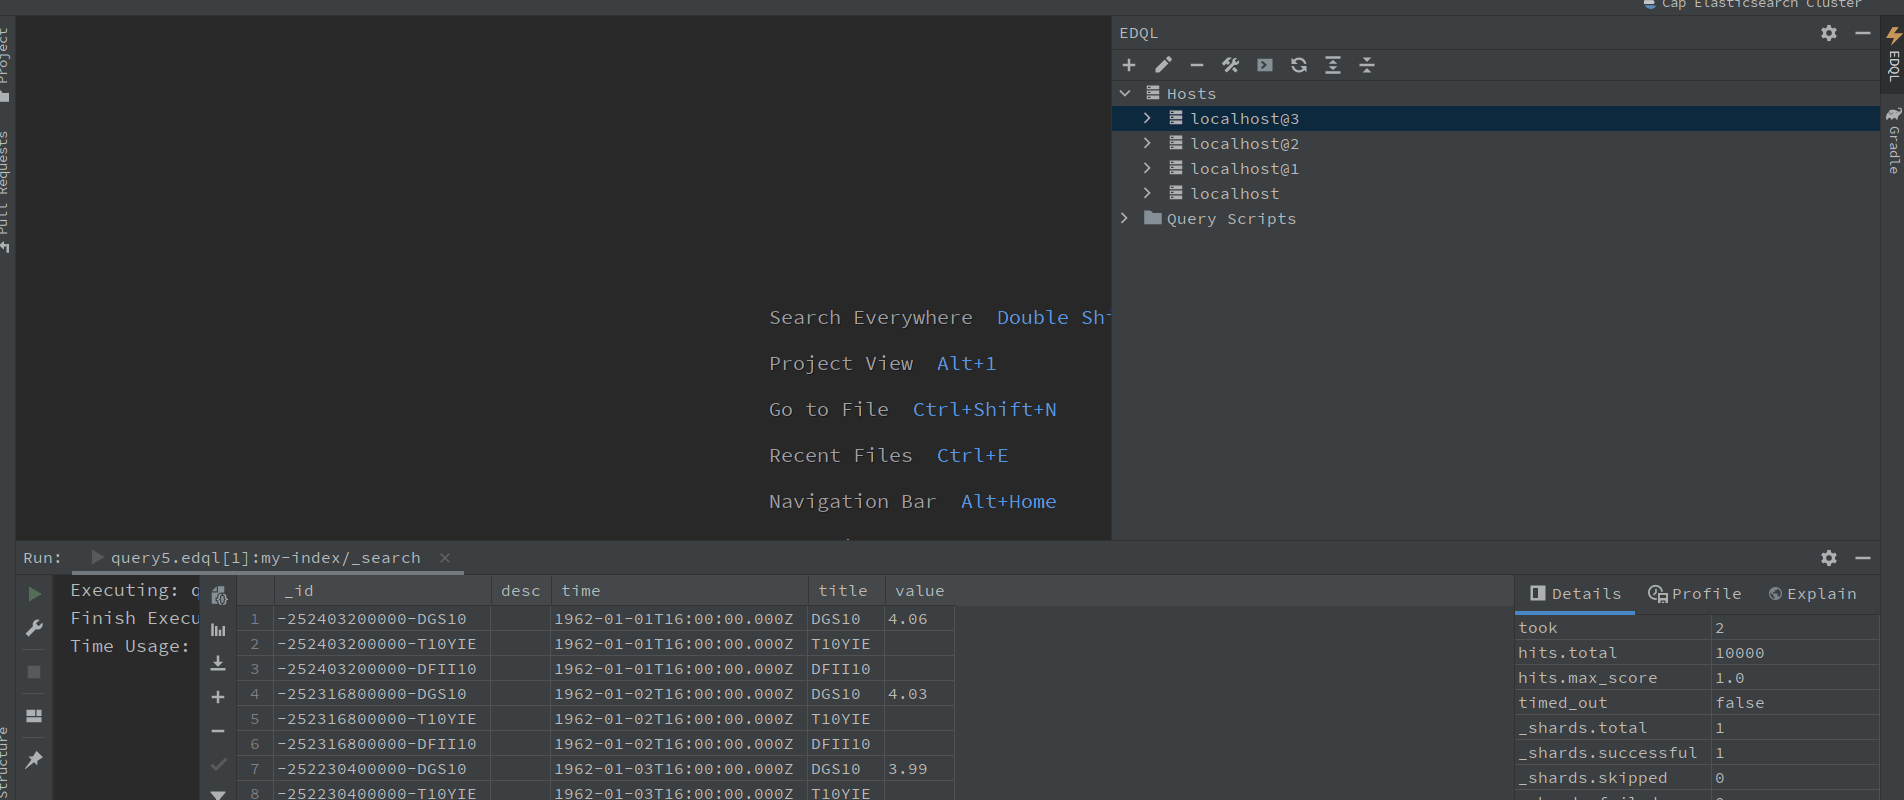 Cap Elasticsearch Cluster
Project
Pull Requests
Structure
EDQL
Hosts
localhost@3
localhost@2
localhost@1
localhost
Query Scripts
EDQL
Gradle
Search Everywhere Double
Project View Alt+1
Go to File Ctrl+Shift+N
Recent Files Ctrl+E
Navigation Bar Alt+Home
Run: query5.edql[1]:my-index/_search
Executing:
Finish
Time Usage:
_id desc time title value
1 -252403200000-DGS10 1962-01-01T16:00:00.000Z DGS10 4.06
2 -252403200000-T10YIE 1962-01-01T16:00:00.000Z T10YIE
3 -252403200000-DFII10 1962-01-01T16:00:00.000Z DFII10
4 -252316800000-DGS10 1962-01-02T16:00:00.000Z DGS10 4.03
5 -252316800000-T10YIE 1962-01-02T16:00:00.000Z T10YIE
6 -252316800000-DFII10 1962-01-02T16:00:00.000Z DFII10
7 -252230400000-DGS10 1962-01-03T16:00:00.000Z DGS10 3.99
8 -252230400000-T10YIE 1962-01-03T16:00:00.000Z T10YIE
Details Profile Explain
took 2
hits.total 10000
hits.max_score 1.0
timed_out false
_shards.total 1
_shards.successful 1
_shards.skipped 0